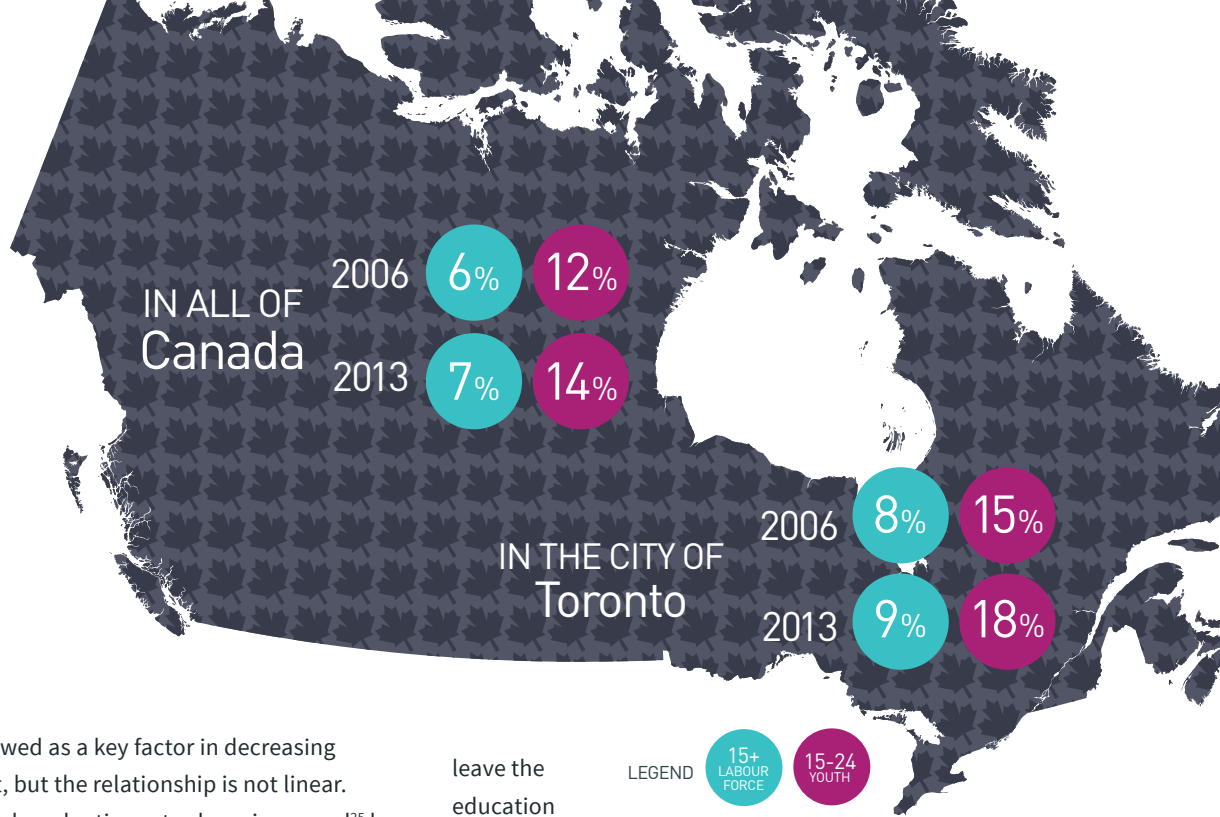 2006
6%
12%
IN ALL OF
Canada
2013
7%
14%
2006
8%
15%
IN THE CITY OF
Toronto
2013
9%
18%
wed as a key factor in decreasing
, but the relationship is not linear.
leave the
education
LEGEND
15+
LABOUR
FORCE
15-24
YOUTH